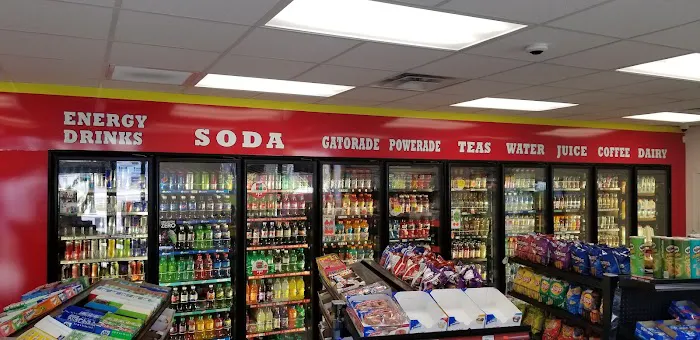 ENERGY
DRINKS
SODA
GATORADE
POWERADE
TEAS
WATER
JUICE
COFFEE
DAIRY